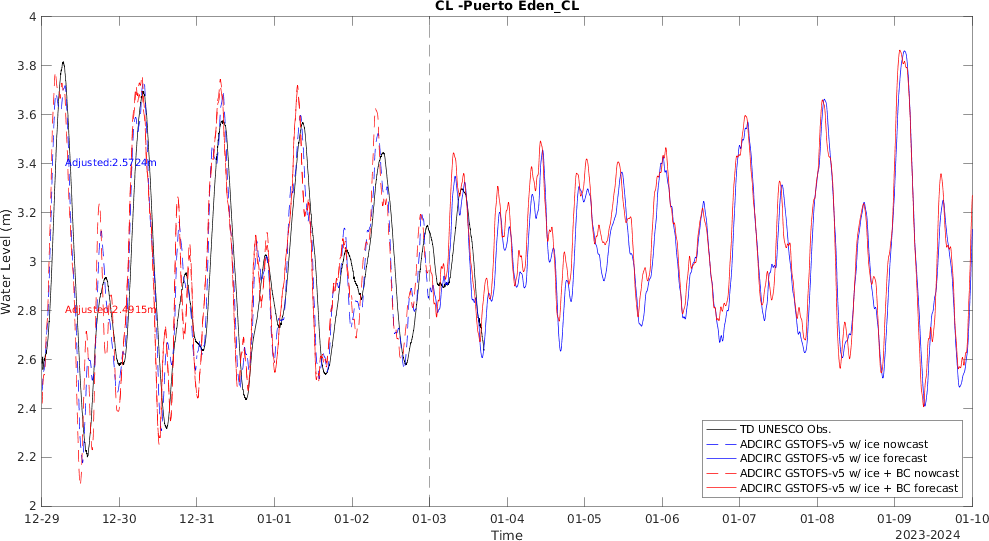 CL -Puerto Eden_CL
4
3.8
3.6
3.4
3.2
3
2.8
2.6
2.4
2.2
2
Water Level (m)
Adjusted:2.5724m
Adjusted:2.4915m
TD UNESCO Obs.
ADCIRC GSTOFS-v5 w/ ice nowcast
ADCIRC GSTOFS-v5 w/ ice forecast
ADCIRC GSTOFS-v5 w/ ice + BC nowcast
ADCIRC GSTOFS-v5 w/ ice + BC forecast
12-29 12-30 12-31 01-01 01-02 01-03 01-04 01-05 01-06 01-07 01-08 01-09 01-10
Time
2023-2024